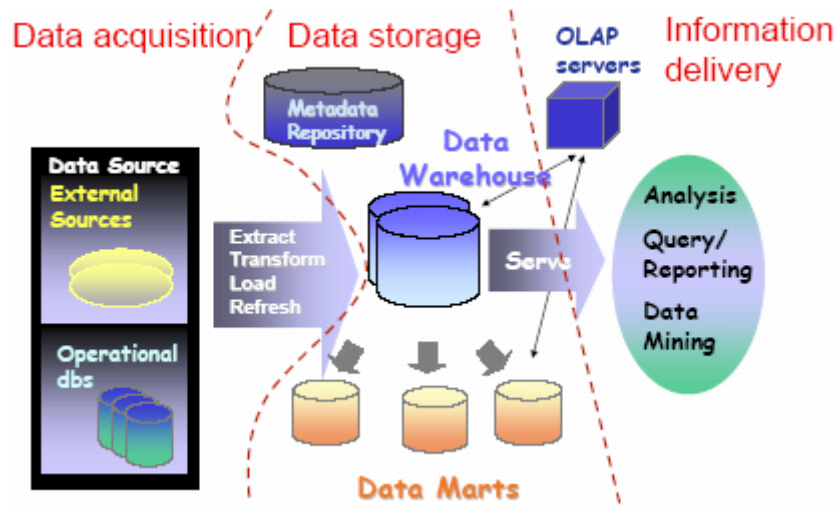 Data acquisition
Data storage
OLAP
servers
Information
delivery
Metadata
Repository
Data
Warehouse
Data Source
External
Sources
Extract
Transform
Load
Refresh
Serve
Analysis
Query/
Reporting
Data
Mining
Operational
dbs
Data Marts